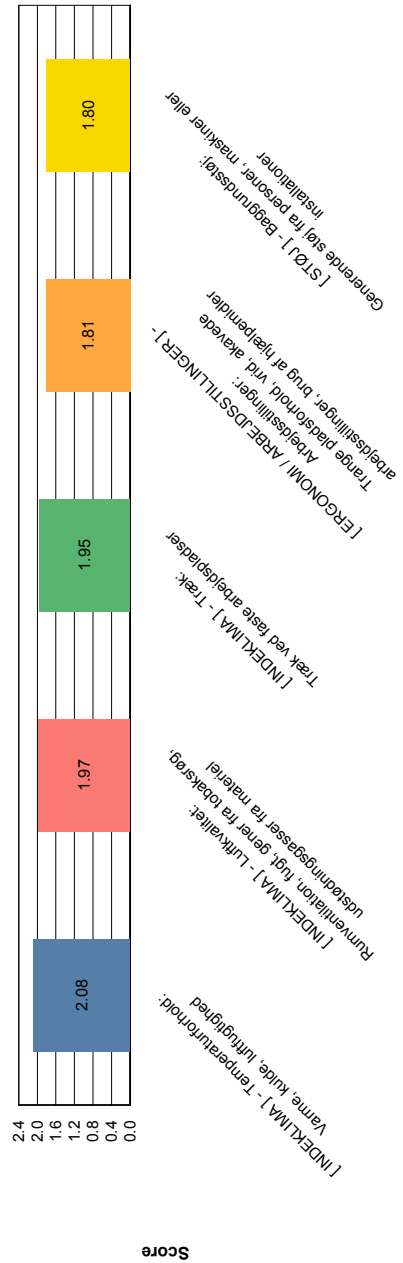 Score
2.4
2.0
1.6
1.2
0.8
0.4
0.0
2.08
1.97
1.95
1.81
1.80
[ INDEKLIMA ] - Temperaturforhold:
Varme, kulde, luftfugtighed
[ INDEKLIMA ] - Luftkvalitet:
Rumventilation, fugt, gener fra tobaksrøg,
udstødningsgasser fra materiel
[ INDEKLIMA ] - Træk:
Træk ved faste arbejdspladser
[ ERGONOMI / ARBEJDSSTILLINGER ] -
Arbejdsstillinger:
Trange pladsforhold, vrid, akavede
arbejdsstillinger, brug af hjælpemidler
[ STØJ ] - Baggrundsstøj:
Generende støj fra personer, maskiner eller
installationer